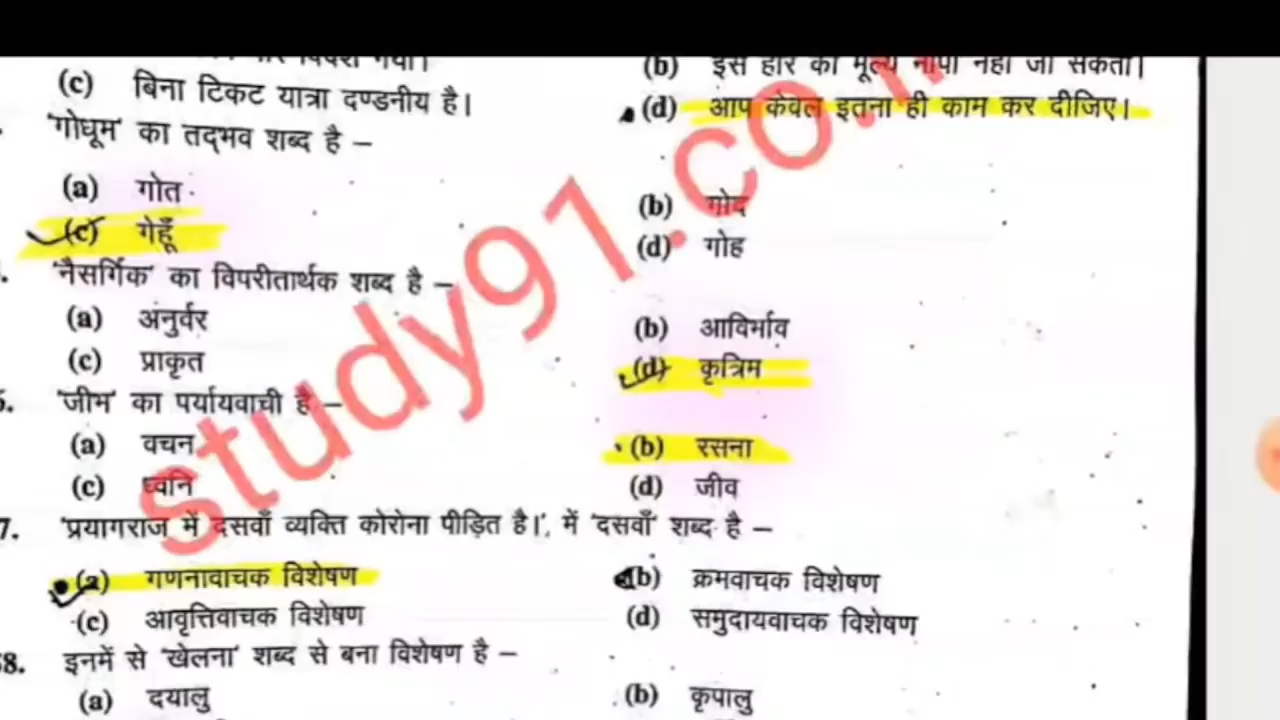 (c) बिना टिकट यात्रा दण्डनीय है।
(b) इस हार का मूल्य नापा नहीं जा सकता।
(d) आप केवल इतना ही काम कर दीजिए।
'गोधूम' का तद्भव शब्द है –
(a) गोत
(b) गोद
(c) गेहूँ
(d) गोह
'नैसर्गिक' का विपरीतार्थक शब्द है –
(a) अंनुर्वर
(b) आविर्भाव
(c) प्राकृत
(d) कृत्रिम
'जीभ' का पर्यायवाची है –
(a) वचन
(b) रसना
(c) ध्वनि
(d) जीव
7. 'प्रयागराज में दसवाँ व्यक्ति कोरोना पीड़ित है।', में 'दसवाँ' शब्द है –
(a) गणनावाचक विशेषण
(b) क्रमवाचक विशेषण
(c) आवृत्तिवाचक विशेषण
(d) समुदायवाचक विशेषण
8. इनमें से 'खेलना' शब्द से बना विशेषण है –
(a) दयालु
(b) कृपालु
study91.co.